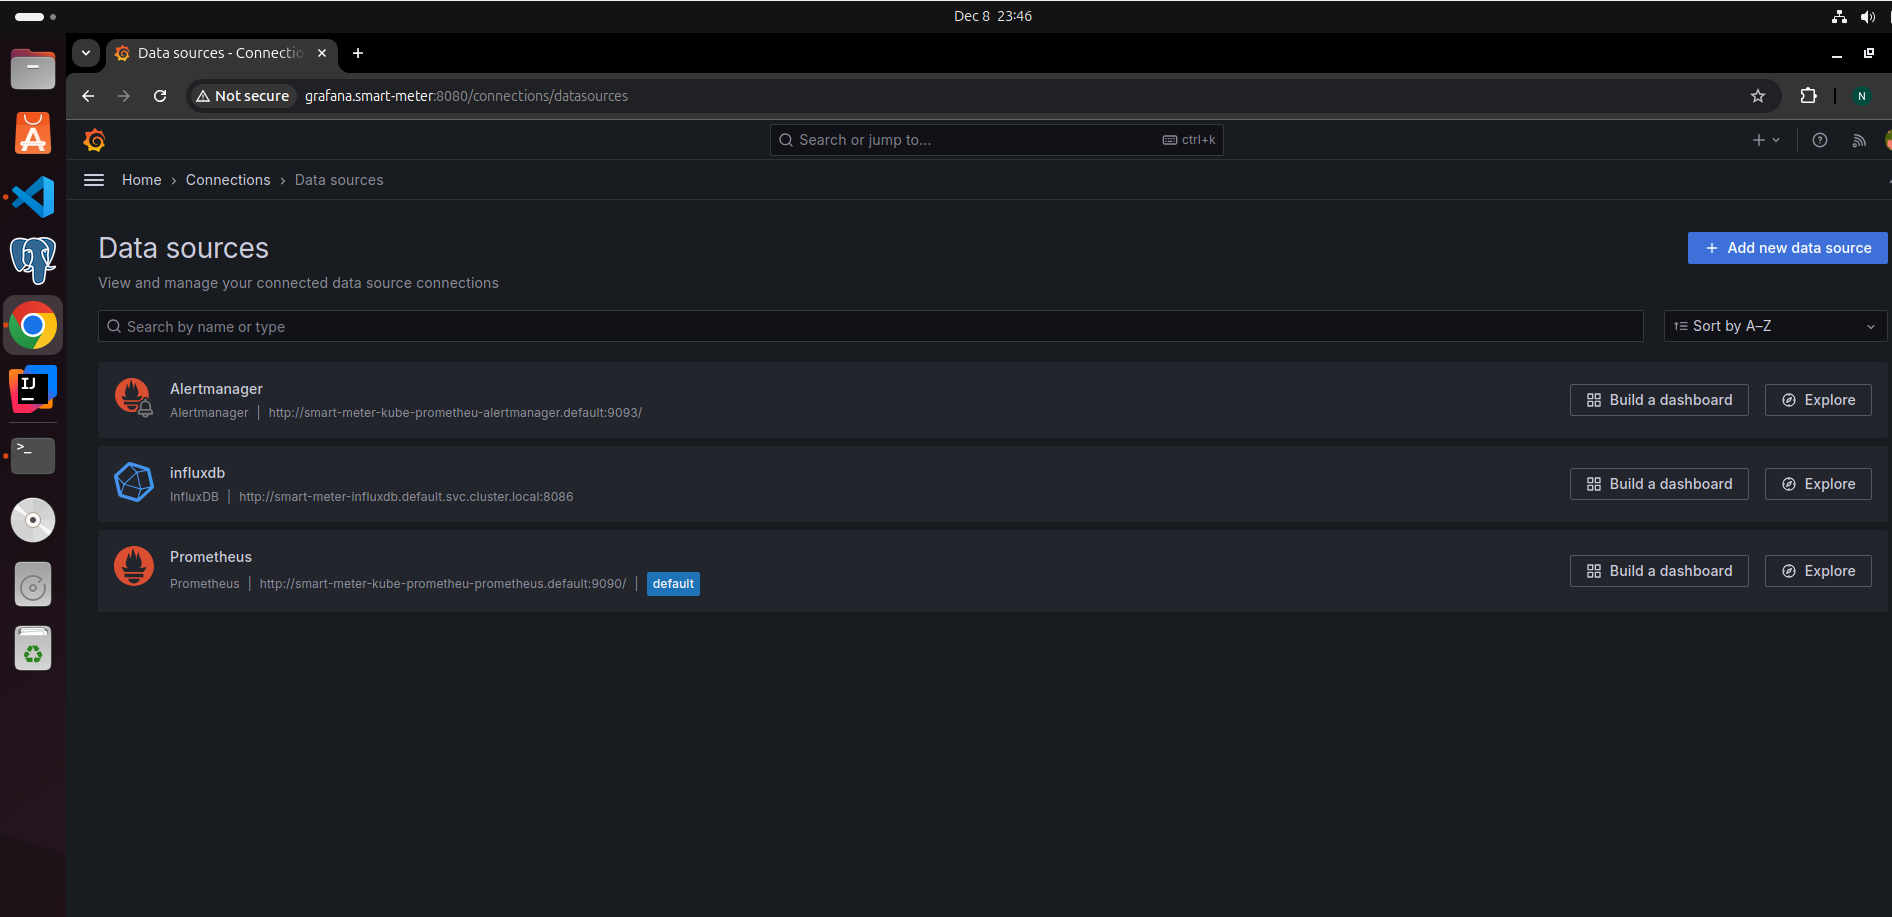 Dec 8 23:46
Data sources - Connectio
Not secure
grafana.smart-meter:8080/connections/datasources
N
Search or jump to...
ctrl+k
Home › Connections › Data sources
Data sources
Add new data source
View and manage your connected data source connections
Search by name or type
Sort by A–Z
Alertmanager
Alertmanager | http://smart-meter-kube-prometheu-alertmanager.default:9093/
Build a dashboard
Explore
influxdb
InfluxDB | http://smart-meter-influxdb.default.svc.cluster.local:8086
Build a dashboard
Explore
Prometheus
Prometheus | http://smart-meter-kube-prometheu-prometheus.default:9090/ | default
Build a dashboard
Explore
IJ
>_